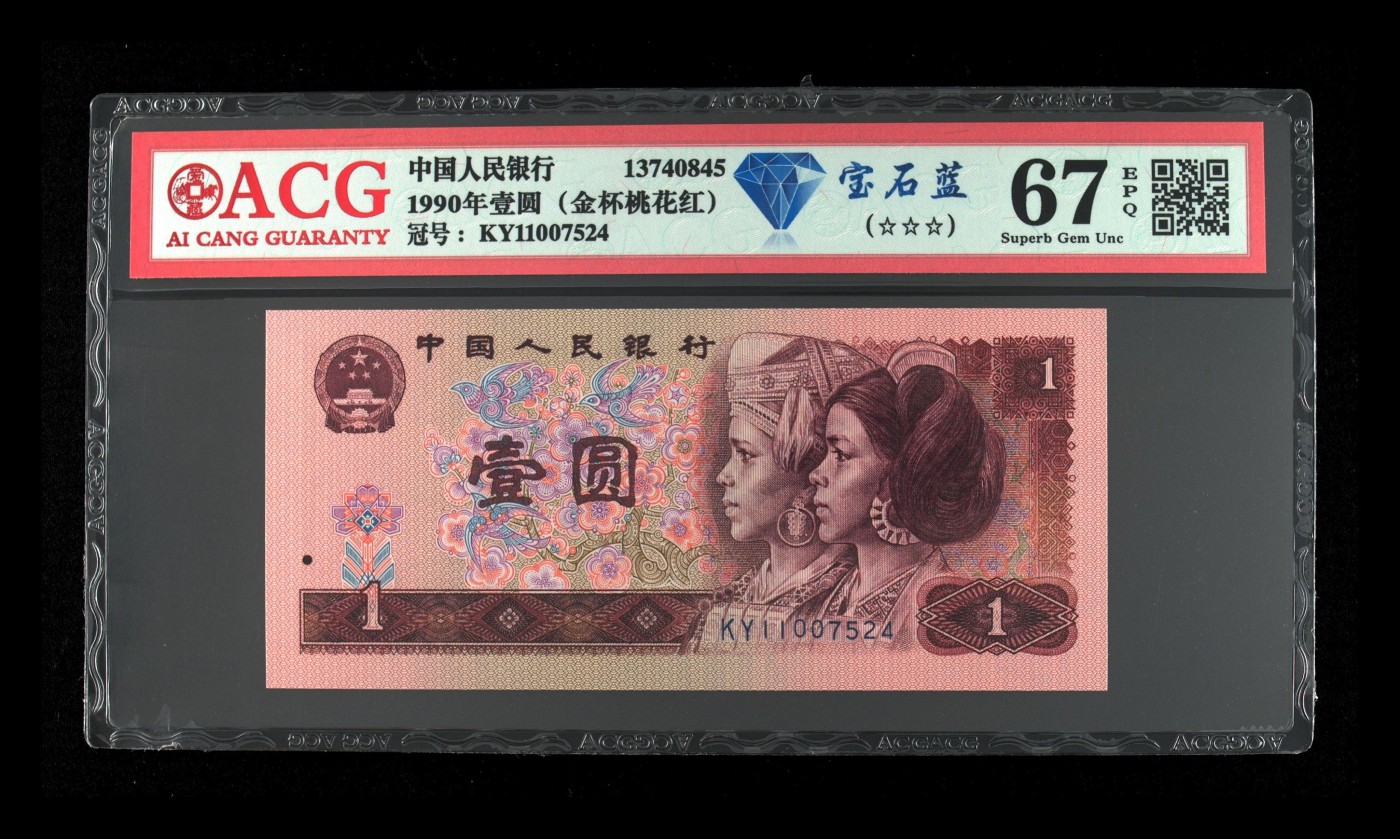 ACG
AI CANG GUARANTY
中国人民银行 13740845
1990年壹圆（金杯桃花红）
冠号：KY11007524
宝石蓝
(☆☆☆)
67
EPQ
Superb Gem Unc
中国人民银行
1
壹圆
1
KY11007524
1